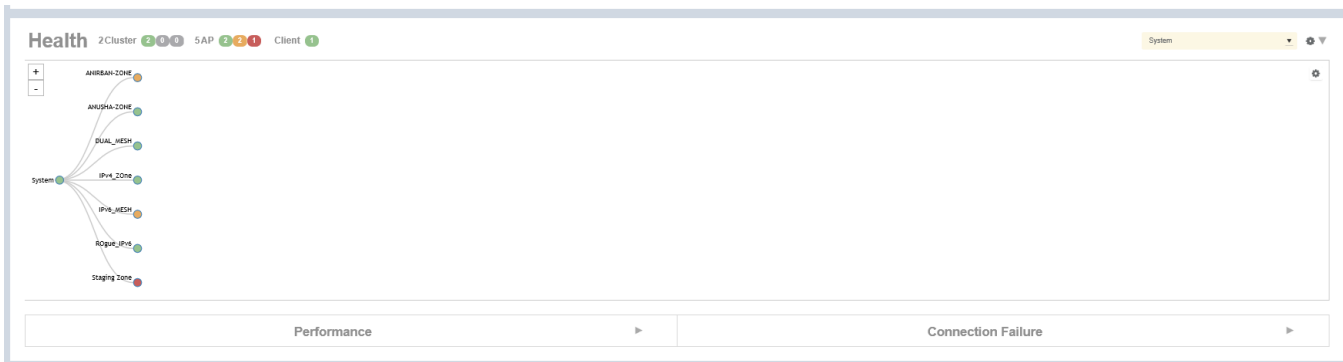 Health 2Cluster 2 0 0 5AP 2 2 1 Client 1 System
+
-
ANIRBAN-ZONE
ANUSHA-ZONE
DUAL_MESH
System IPv4_ZOne
IPv6_MESH
ROgue_IPv6
Staging Zone
Performance Connection Failure